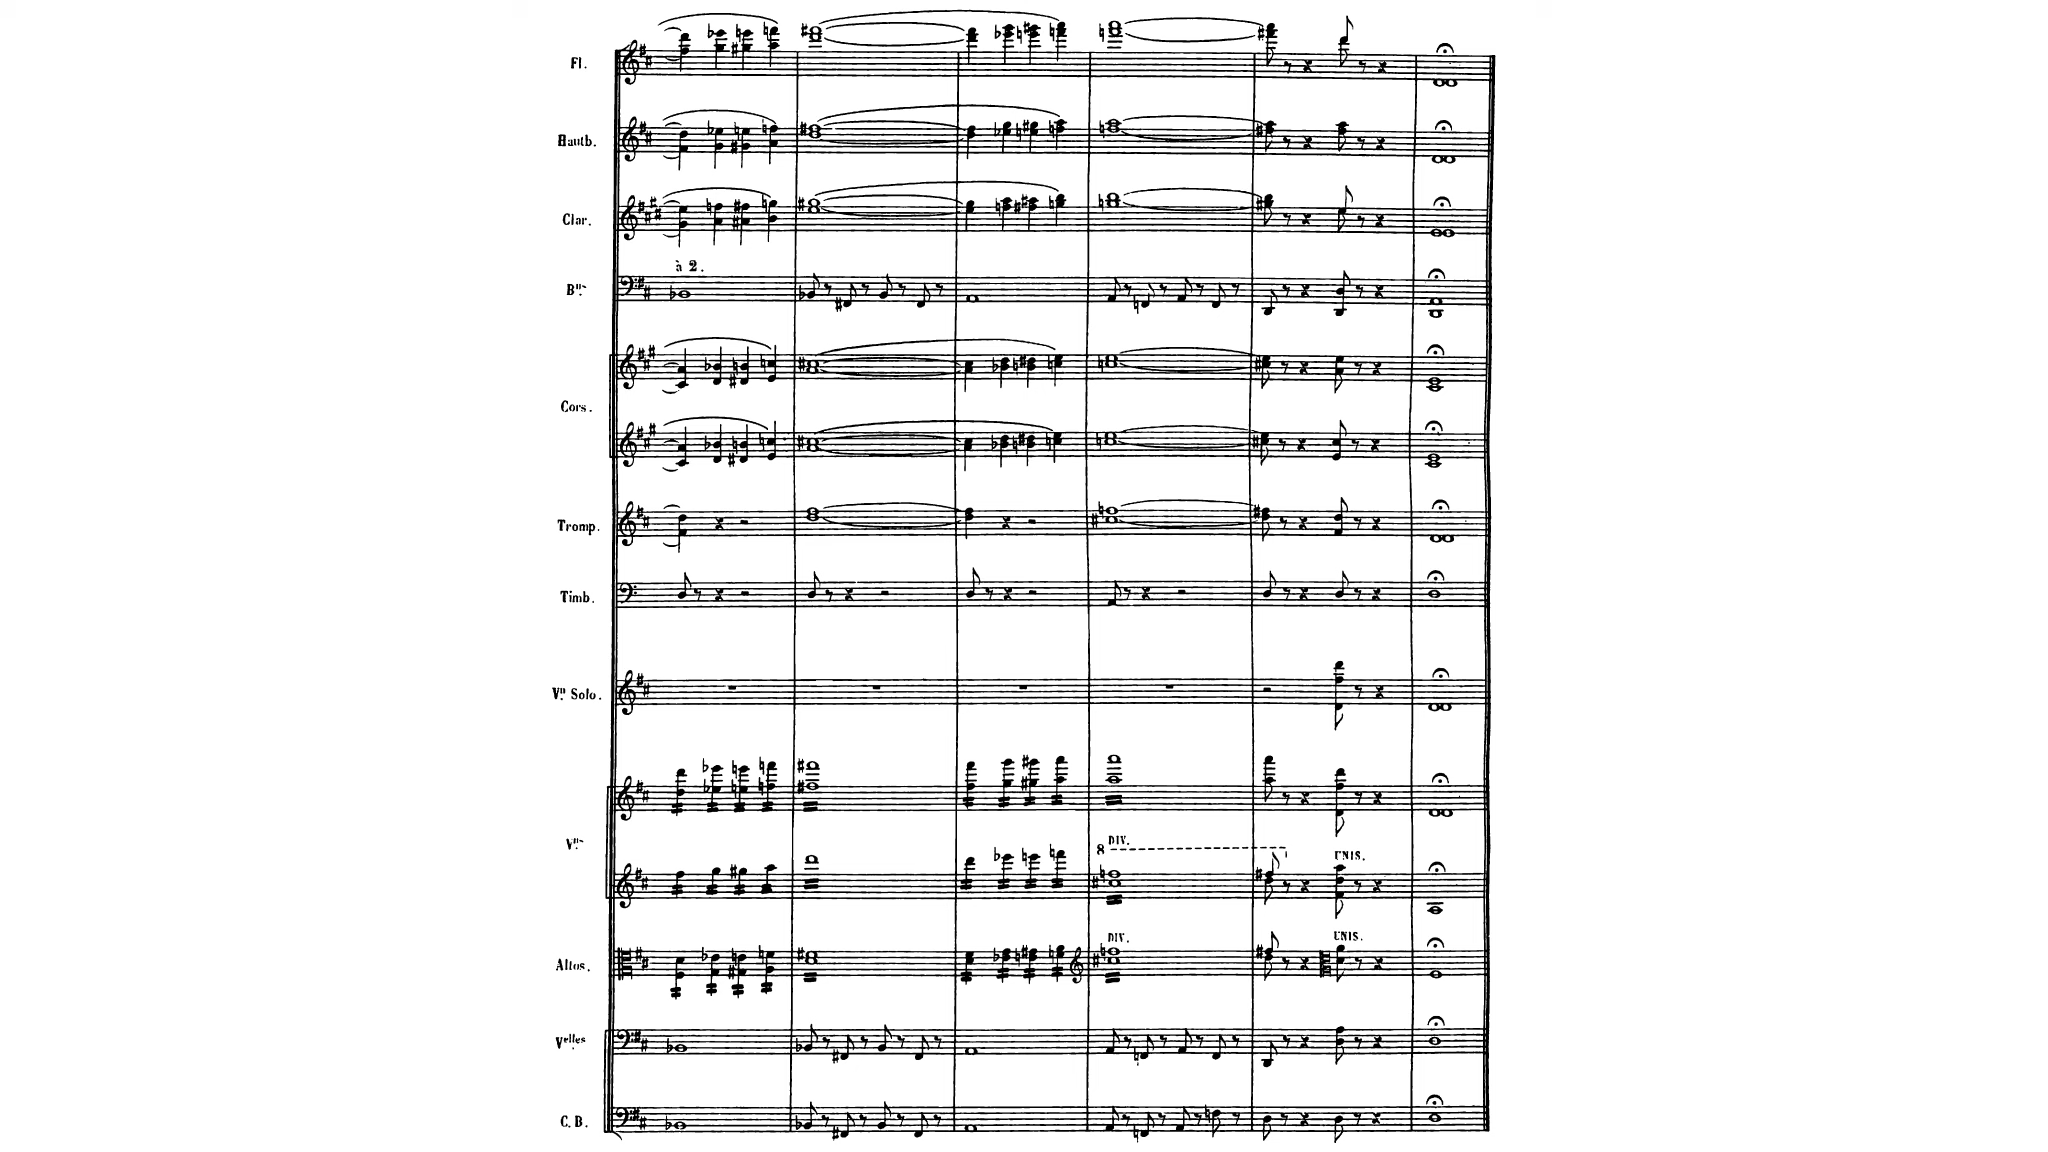 Fl.
Hautb.
Clar.
à 2.
Bⁿˢ
Cors.
Tromp.
Timb.
Vⁿ Solo.
DIV.
Vⁿˢ
8
UNIS.
DIV.
UNIS.
Altos.
Vᵉˡˡᵉˢ
C.B.